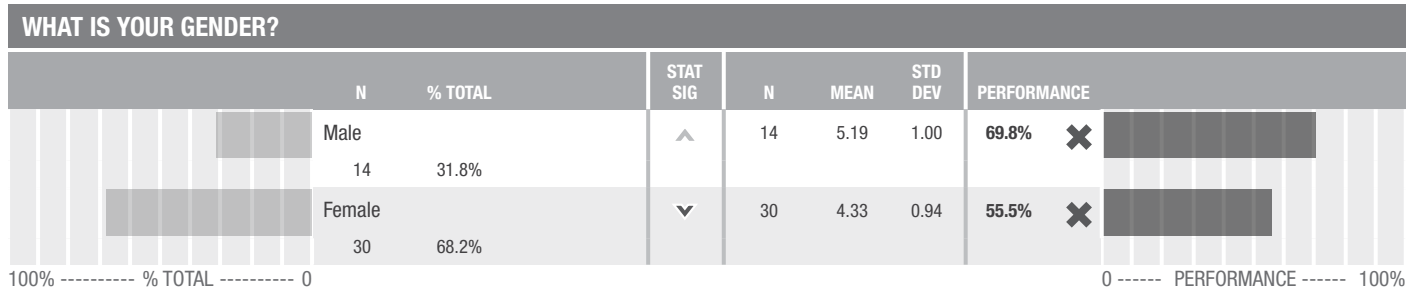 WHAT IS YOUR GENDER?
N % TOTAL STAT SIG N MEAN STD DEV PERFORMANCE
Male 14 5.19 1.00 69.8%
14 31.8%
Female 30 4.33 0.94 55.5%
30 68.2%
100% ---------- % TOTAL ---------- 0 0 ------ PERFORMANCE ------ 100%